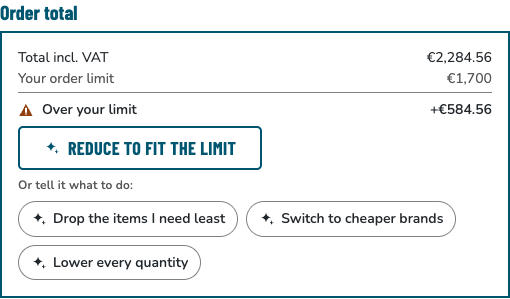 Order total
Total incl. VAT €2,284.56
Your order limit €1,700
Over your limit +€584.56
REDUCE TO FIT THE LIMIT
Or tell it what to do:
Drop the items I need least Switch to cheaper brands
Lower every quantity